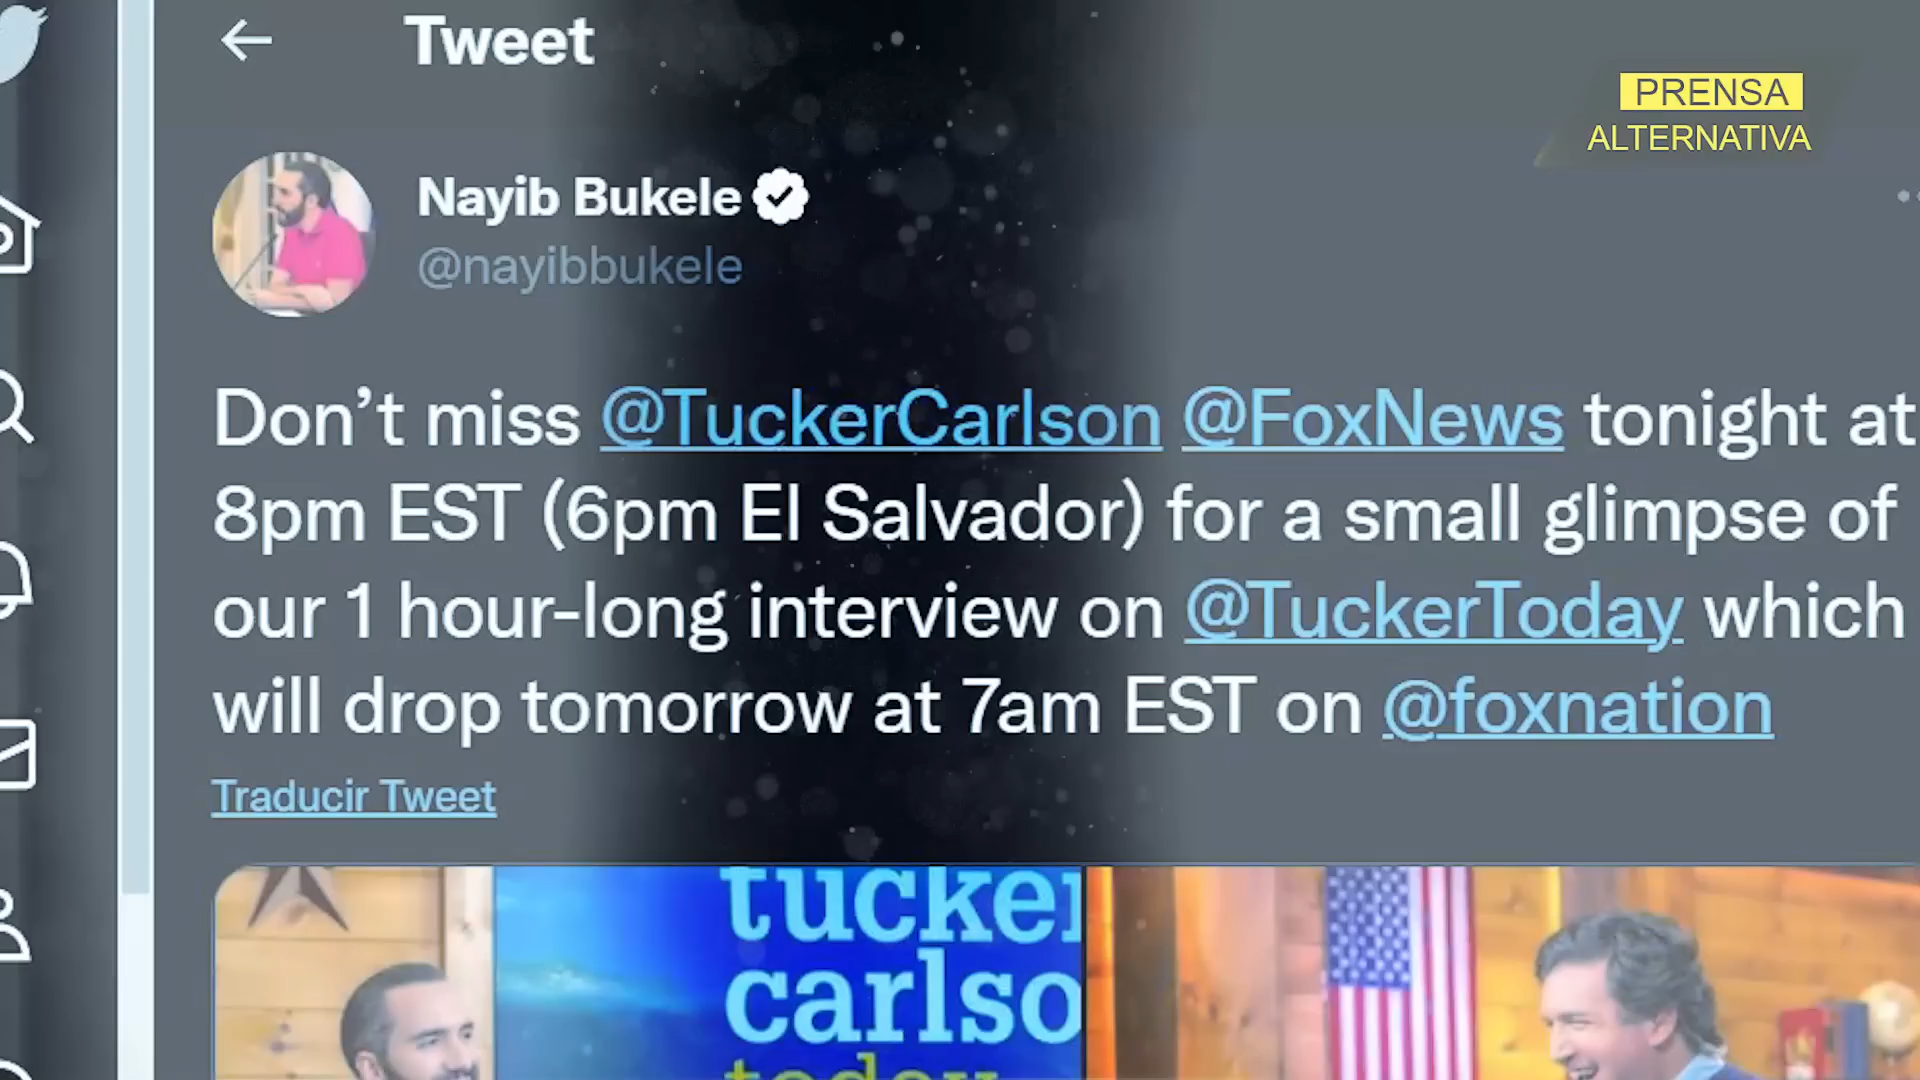 Tweet
PRENSA
ALTERNATIVA
Nayib Bukele
@nayibbukele
Don’t miss @TuckerCarlson @FoxNews tonight at
8pm EST (6pm El Salvador) for a small glimpse of
our 1 hour-long interview on @TuckerToday which
will drop tomorrow at 7am EST on @foxnation
Traducir Tweet
tucker
carlso
today